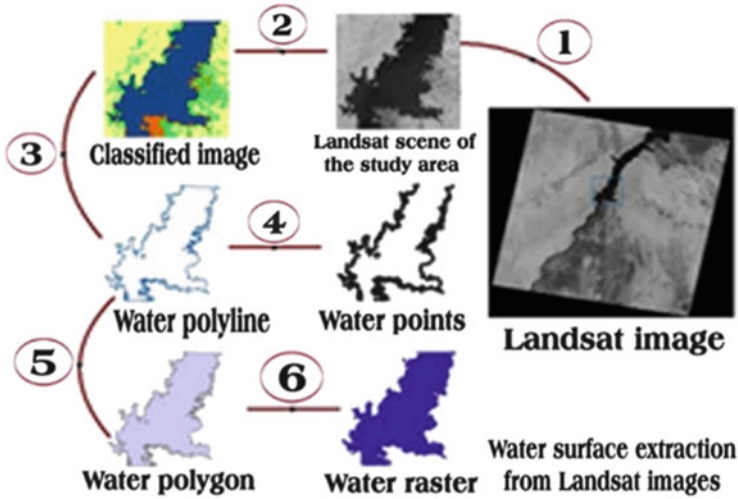 2
1
Classified image
Landsat scene of
the study area
3
4
Water polyline
Water points
Landsat image
5
6
Water polygon
Water raster
Water surface extraction
from Landsat images